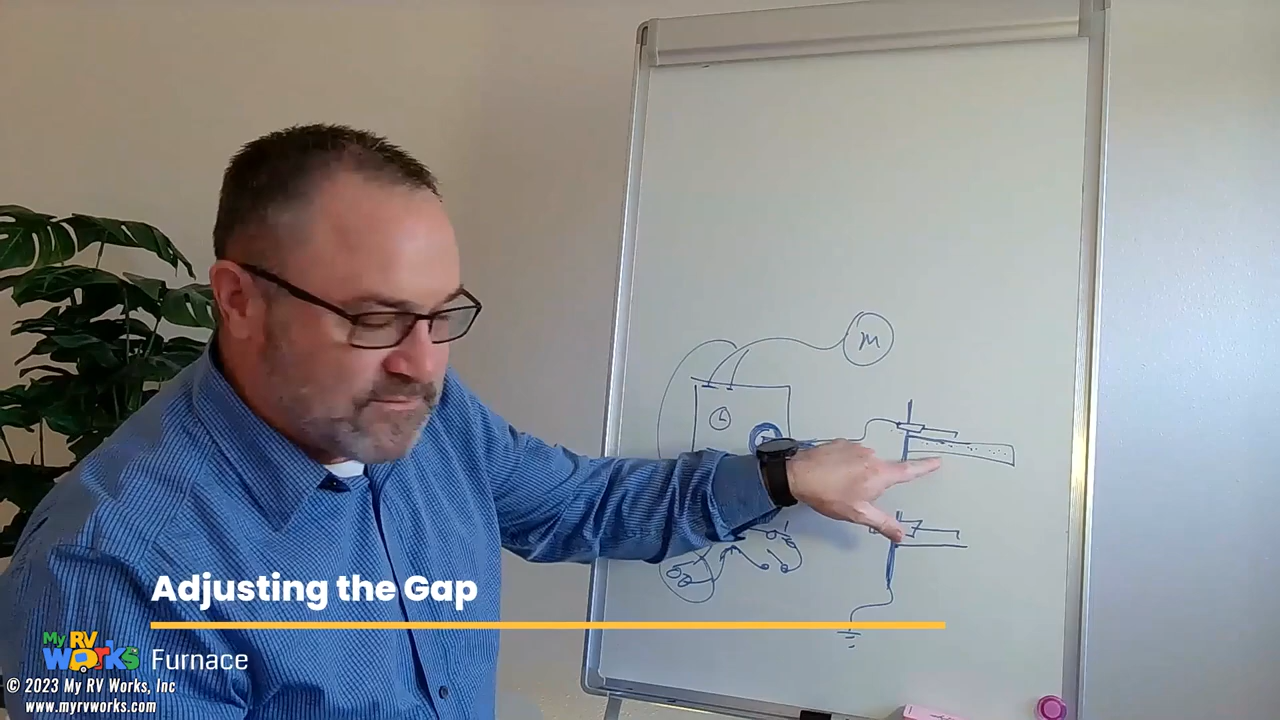 m
Adjusting the Gap
My RV
Works
Furnace
© 2023 My RV Works, Inc
www.myrvworks.com